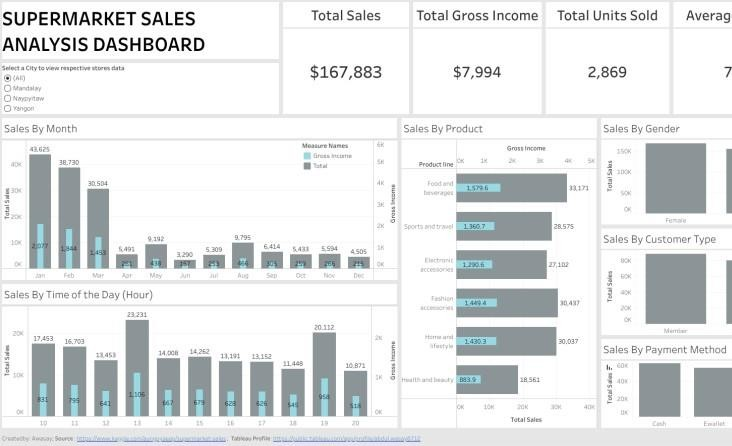 SUPERMARKET SALES
ANALYSIS DASHBOARD
Select a City to view respective stores data
(All)
Mandalay
Naypyitaw
Yangon
Total Sales
$167,883
Total Gross Income
$7,994
Total Units Sold
2,869
Average
7
Sales By Month
Measure Names
Gross Income
Total
Total Sales
40K
30K
20K
10K
0K
43,625 38,730 30,504 5,491 9,192 3,290 5,309 9,795 6,414 5,433 5,594 4,505
2,077 1,844 1,453
Jan Feb Mar Apr May Jun Jul Aug Sep Oct Nov Dec
6K
5K
4K
3K
2K
1K
0K
Gross Income
Sales By Time of the Day (Hour)
Total Sales
20K
10K
0K
17,453 16,703 13,453 23,231 14,008 14,262 13,191 13,152 11,448 20,112 10,871
831 795 641 1,106 667 679 628 626 545 958 518
10 11 12 13 14 15 16 17 18 19 20
2K
1K
0K
Gross Income
Sales By Product
Gross Income
Product line
0K 1K 2K 3K 4K 5K
Food and
beverages
1,579.6 33,171
Sports and travel 1,360.7 28,575
Electronic
accessories
1,290.6 27,102
Fashion
accessories
1,449.4 30,437
Home and
lifestyle
1,430.3 30,037
Health and beauty 883.9 18,561
0K 20K 40K
Total Sales
Sales By Gender
Total Sales
150K
100K
50K
0K
Female
Sales By Customer Type
Total Sales
80K
60K
40K
20K
0K
Member
Sales By Payment Method
Total Sales
60K
40K
20K
0K
Cash Ewallet